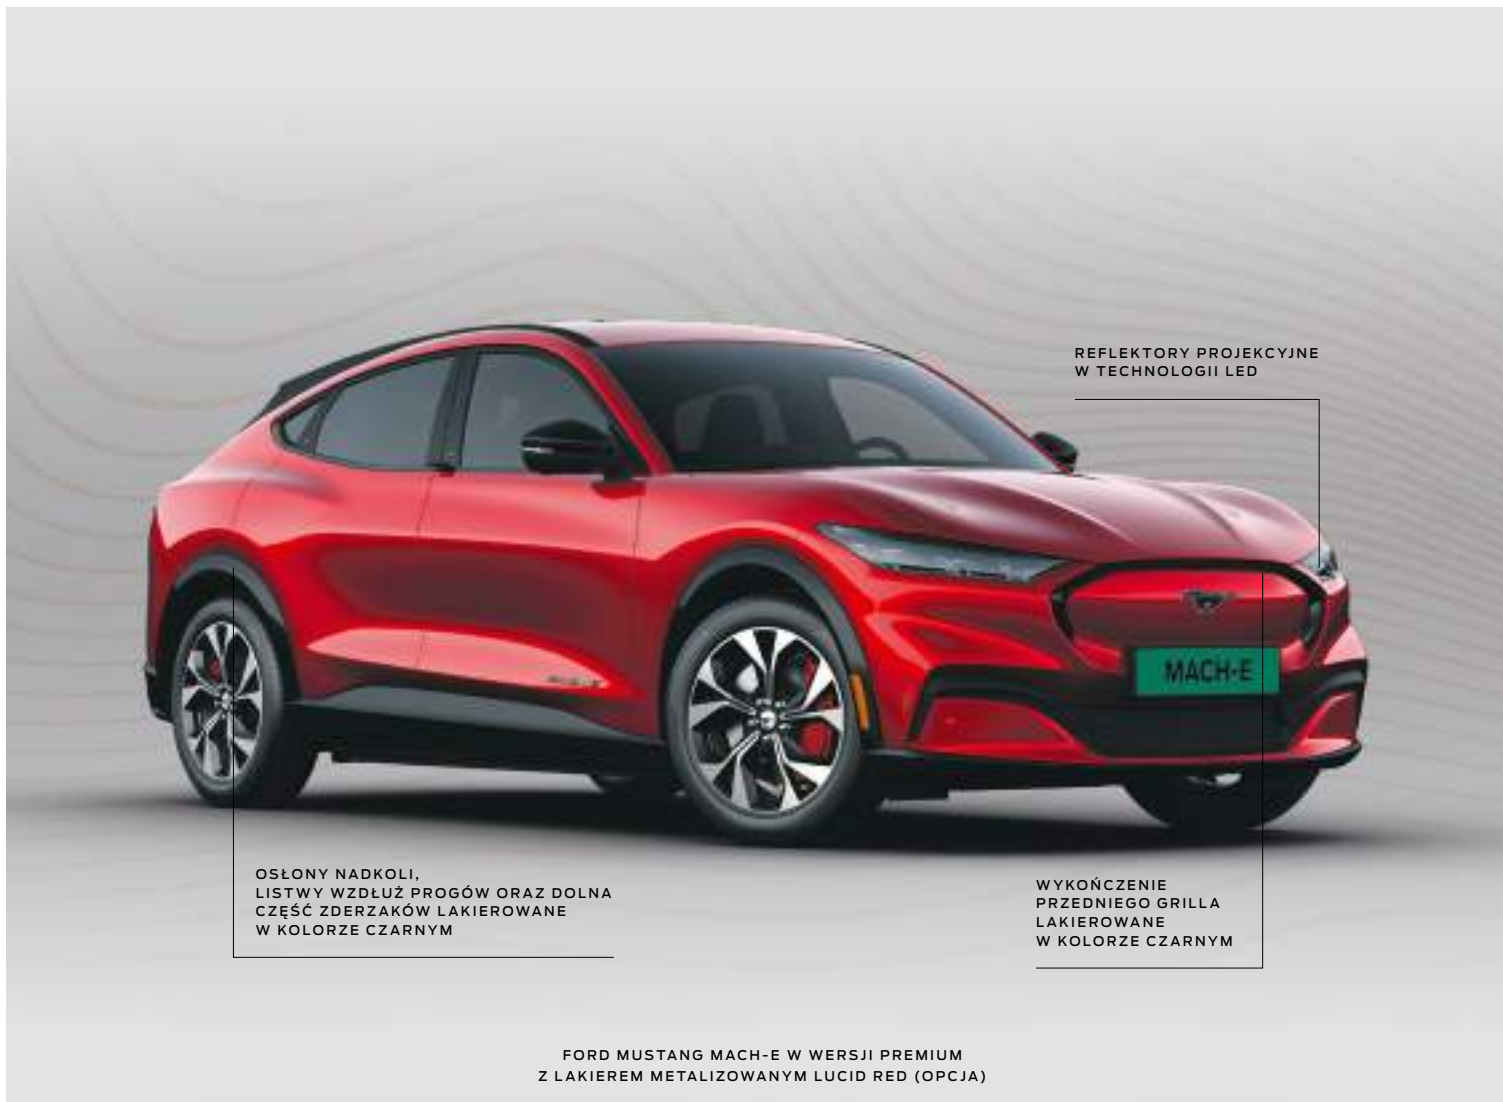 REFLEKTORY PROJEKCYJNE
W TECHNOLOGII LED
MACH-E
OSŁONY NADKOLI,
LISTWY WZDŁUŻ PROGÓW ORAZ DOLNA
CZĘŚĆ ZDERZAKÓW LAKIEROWANE
W KOLORZE CZARNYM
WYKOŃCZENIE
PRZEDNIEGO GRILLA
LAKIEROWANE
W KOLORZE CZARNYM
FORD MUSTANG MACH-E W WERSJI PREMIUM
Z LAKIEREM METALIZOWANYM LUCID RED (OPCJA)